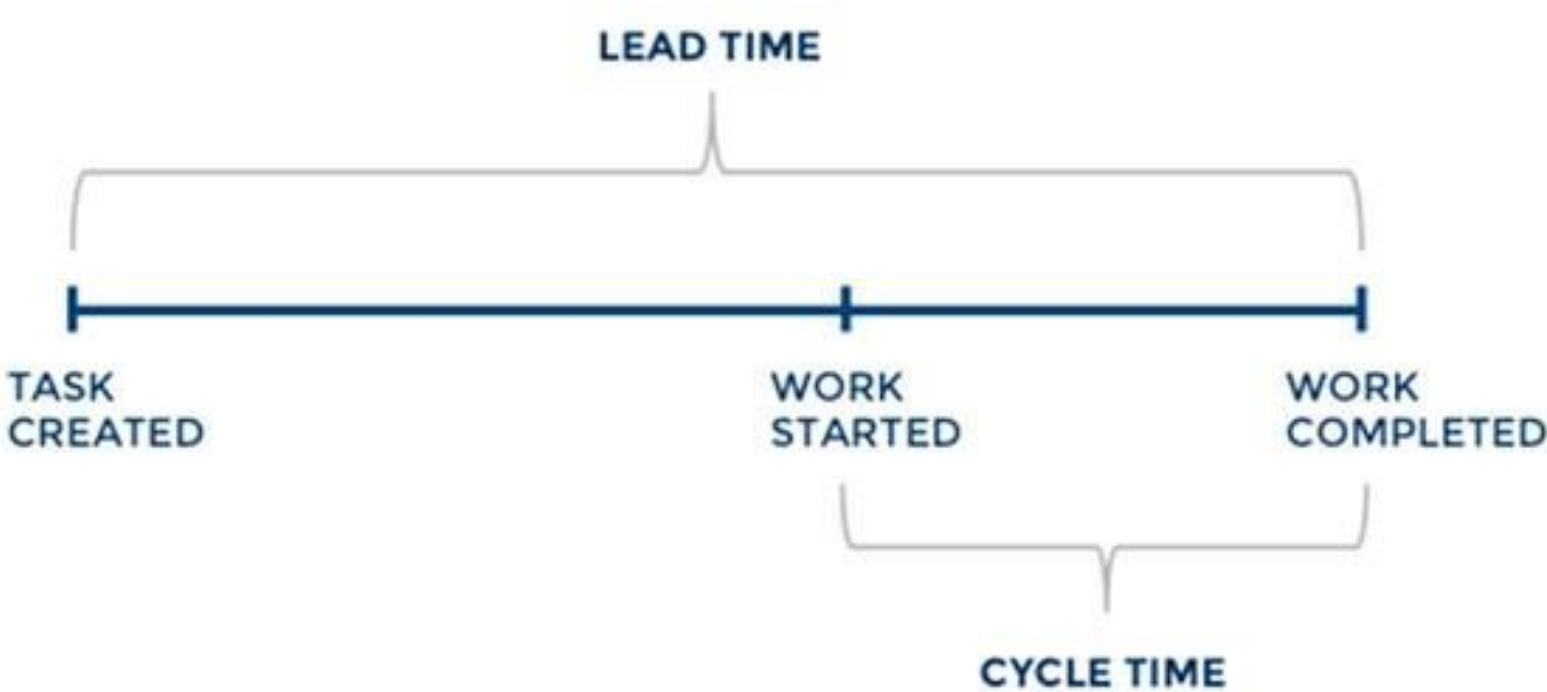 LEAD TIME
TASK
CREATED
WORK
STARTED
WORK
COMPLETED
CYCLE TIME